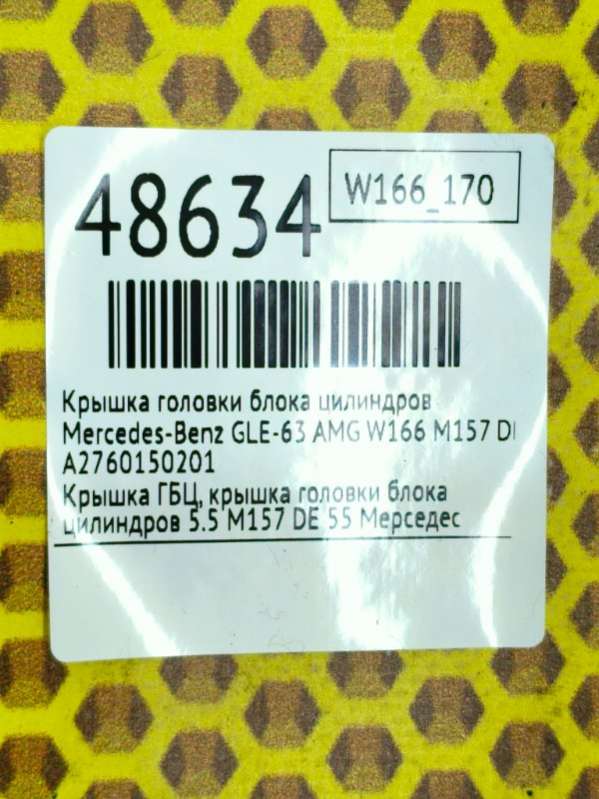 48634
W166_170
Крышка головки блока цилиндров
Mercedes-Benz GLE-63 AMG W166 M157 D
A2760150201
Крышка ГБЦ, крышка головки блока
цилиндров 5.5 M157 DE 55 Мерседес